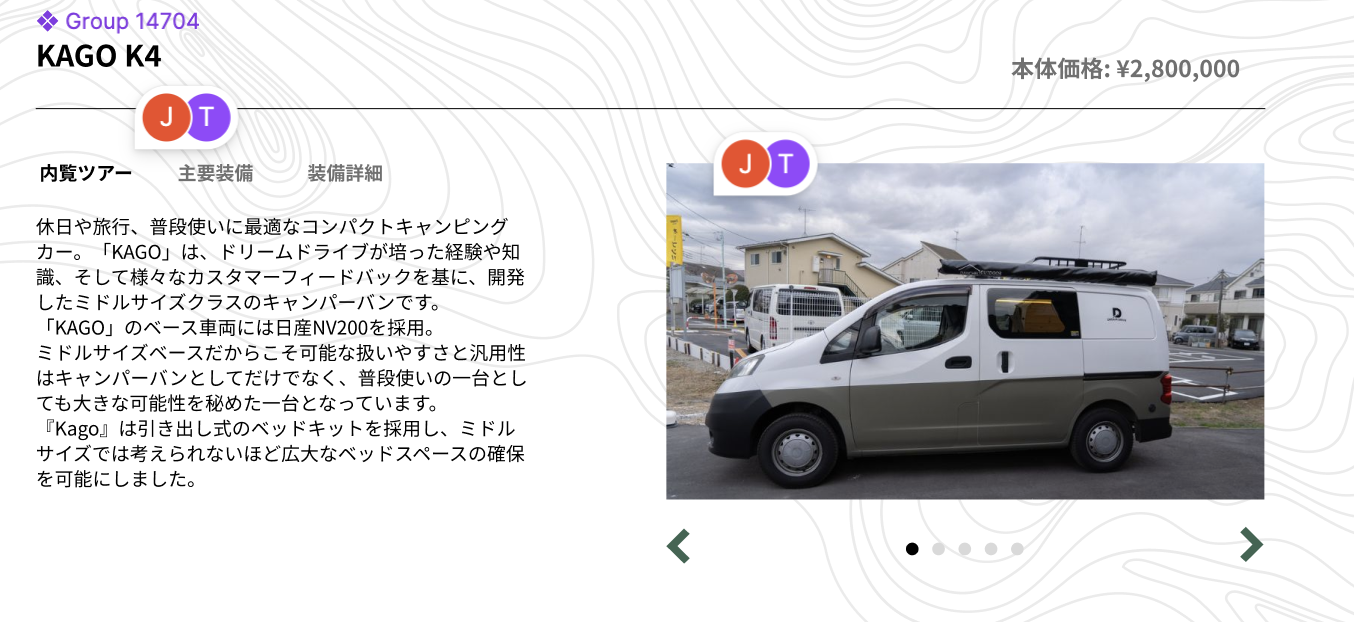 Group 14704
KAGO K4
本体価格: ¥2,800,000
J T
内覧ツアー 主要装備 装備詳細
休日や旅行、普段使いに最適なコンパクトキャンピング
カー。「KAGO」は、ドリームドライブが培った経験や知
識、そして様々なカスタマーフィードバックを基に、開発
したミドルサイズクラスのキャンパーバンです。
「KAGO」のベース車両には日産NV200を採用。
ミドルサイズベースだからこそ可能な扱いやすさと汎用性
はキャンパーバンとしてだけでなく、普段使いの一台とし
ても大きな可能性を秘めた一台となっています。
『Kago』は引き出し式のベッドキットを採用し、ミドル
サイズでは考えられないほど広大なベッドスペースの確保
を可能にしました。
J T
D